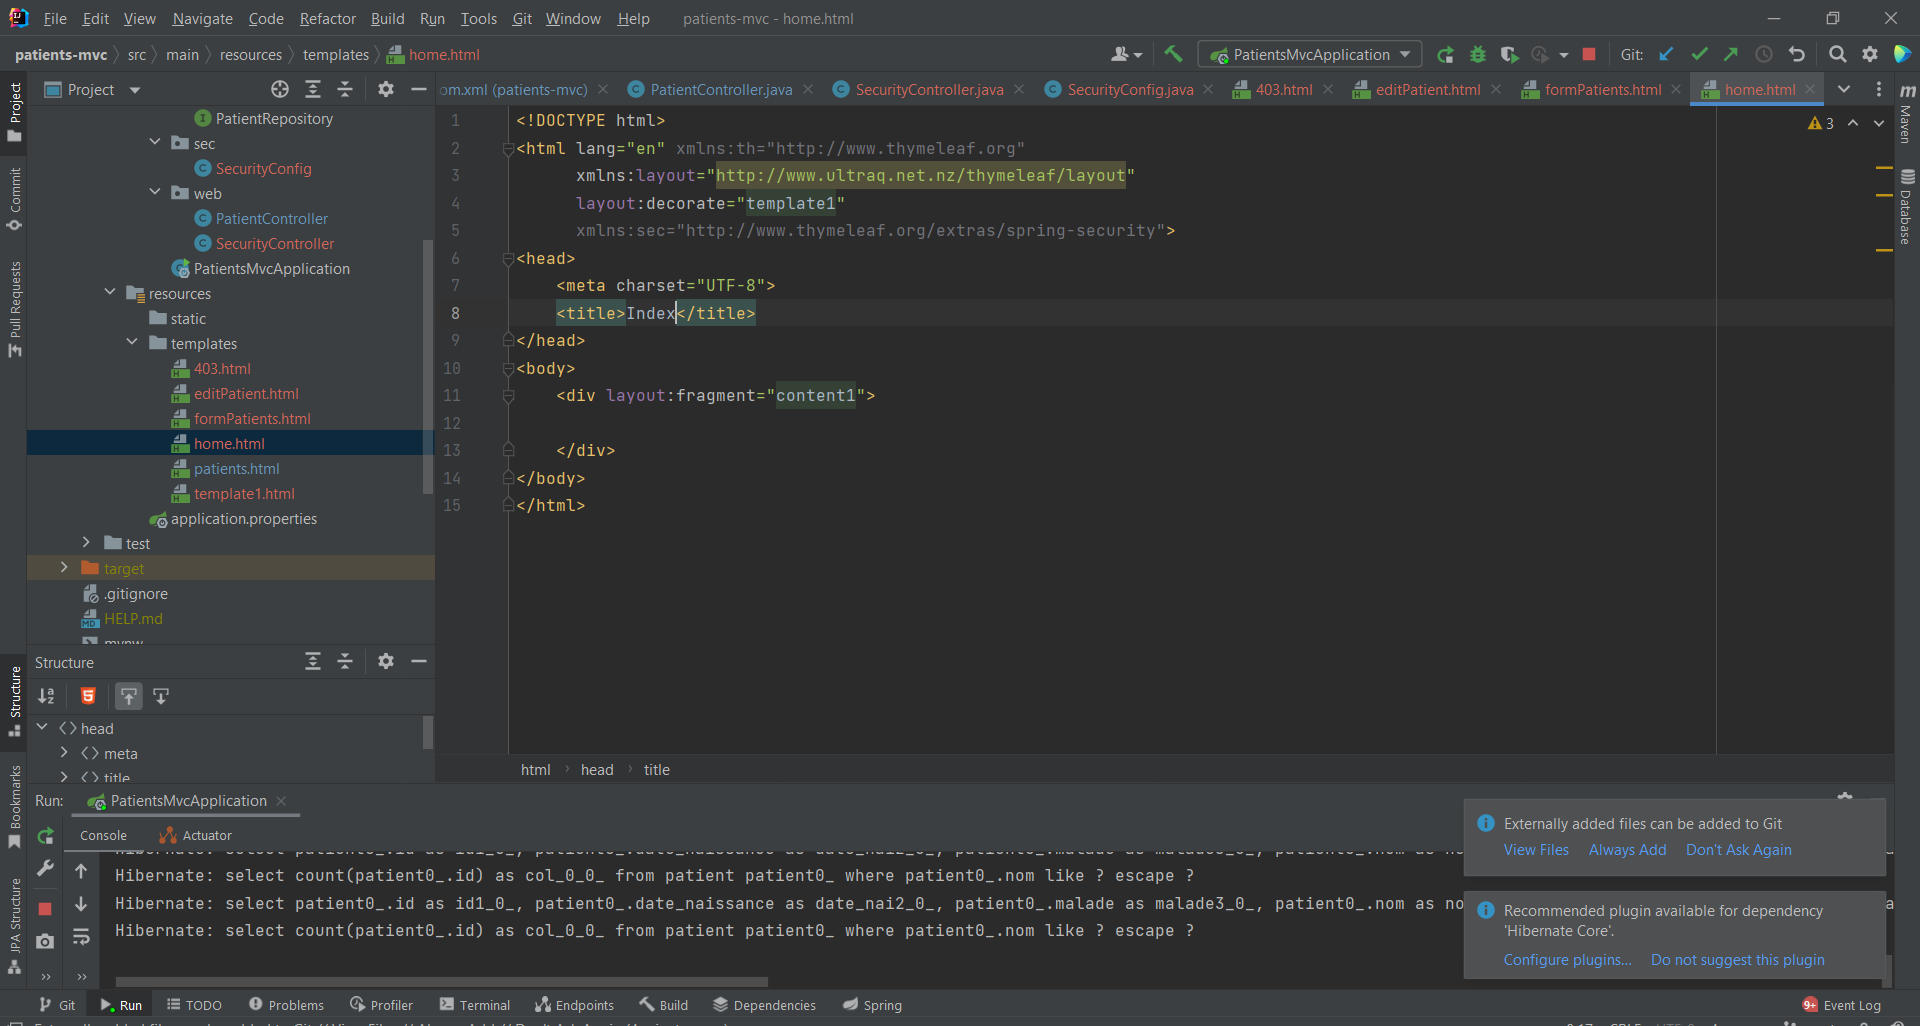 File Edit View Navigate Code Refactor Build Run Tools Git Window Help patients-mvc - home.html
patients-mvc src main resources templates home.html
PatientsMvcApplication Git:
Project
om.xml (patients-mvc) PatientController.java SecurityController.java SecurityConfig.java 403.html editPatient.html formPatients.html home.html
Project
Commit
Pull Requests
Structure
Bookmarks
JPA Structure
Maven
Database
PatientRepository
sec
SecurityConfig
web
PatientController
SecurityController
PatientsMvcApplication
resources
static
templates
403.html
editPatient.html
formPatients.html
home.html
patients.html
template1.html
application.properties
test
target
.gitignore
HELP.md
mvnw
3
1 <!DOCTYPE html>
2 <html lang="en" xmlns:th="http://www.thymeleaf.org"
3 xmlns:layout="http://www.ultraq.net.nz/thymeleaf/layout"
4 layout:decorate="template1"
5 xmlns:sec="http://www.thymeleaf.org/extras/spring-security">
6 <head>
7 <meta charset="UTF-8">
8 <title>Index</title>
9 </head>
10 <body>
11 <div layout:fragment="content1">
12
13 </div>
14 </body>
15 </html>
html head title
Structure
head
meta
title
Run: PatientsMvcApplication
Console Actuator
Hibernate: select count(patient0_.id) as col_0_0_ from patient patient0_ where patient0_.nom like ? escape ?
Hibernate: select patient0_.id as id1_0_, patient0_.date_naissance as date_nai2_0_, patient0_.malade as malade3_0_, patient0_.nom as no
Hibernate: select count(patient0_.id) as col_0_0_ from patient patient0_ where patient0_.nom like ? escape ?
Externally added files can be added to Git
View Files Always Add Don't Ask Again
Recommended plugin available for dependency
'Hibernate Core'.
Configure plugins... Do not suggest this plugin
Git Run TODO Problems Profiler Terminal Endpoints Build Dependencies Spring 9+ Event Log